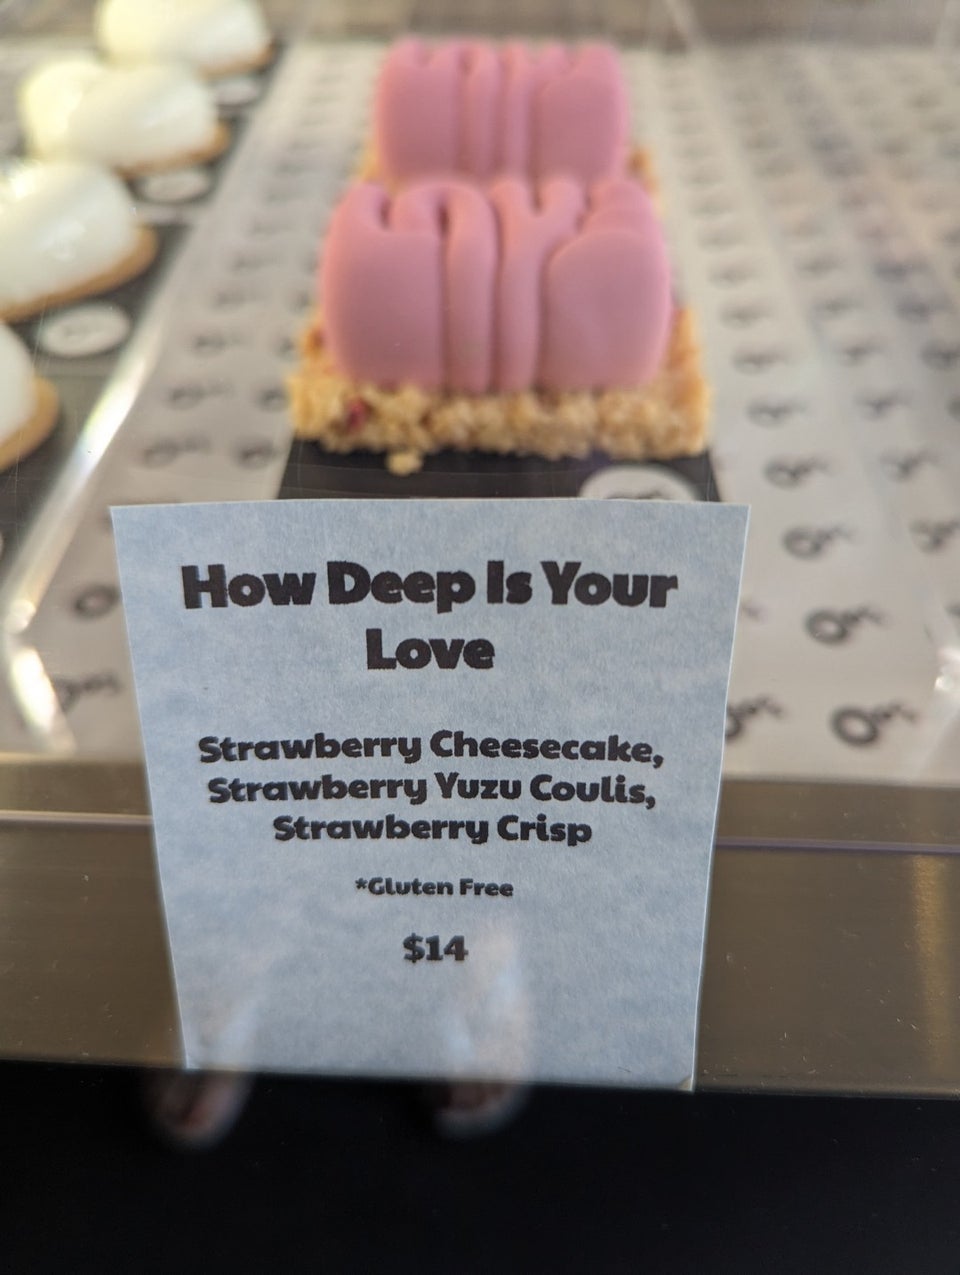 How Deep Is Your
Love
Strawberry Cheesecake,
Strawberry Yuzu Coulis,
Strawberry Crisp
*Gluten Free
$14